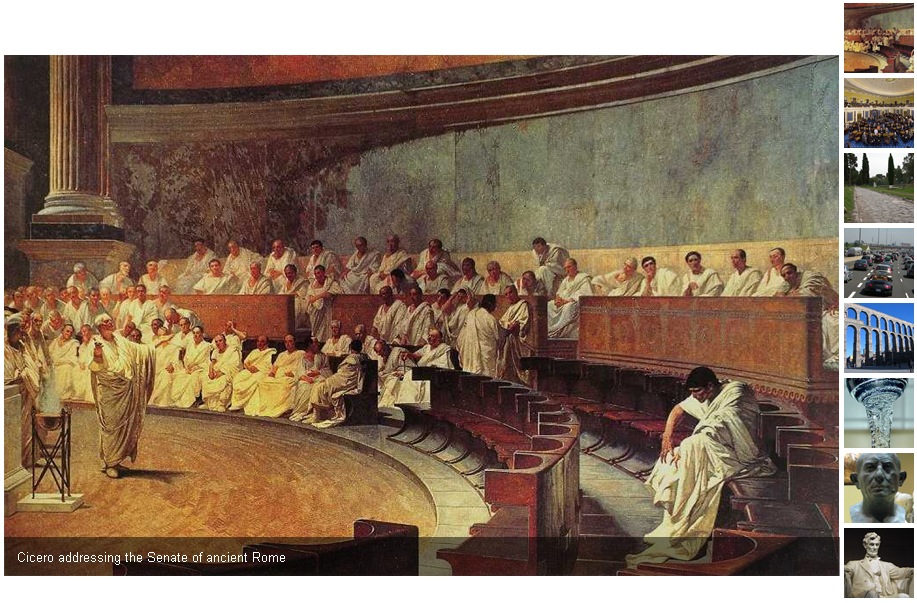 Cicero addressing the Senate of ancient Rome